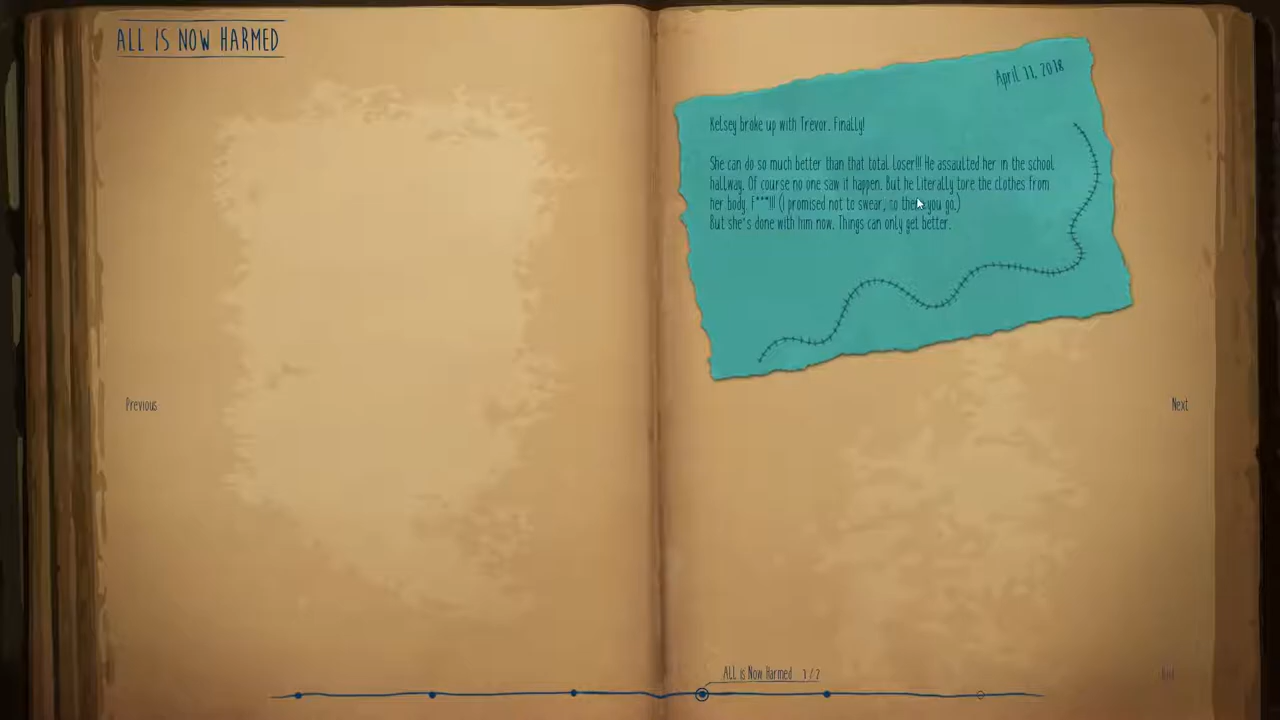 ALL IS NOW HARMED
April 11, 2018
Kelsey broke up with Trevor. Finally!
She can do so much better than that total loser!!! He assaulted her in the school
hallway. Of course no one saw it happen. But he literally tore the clothes from
her body. F***!!! (I promised not to swear, so there you go.)
But she's done with him now. Things can only get better.
Previous
Next
ALL is Now Harmed 1/2